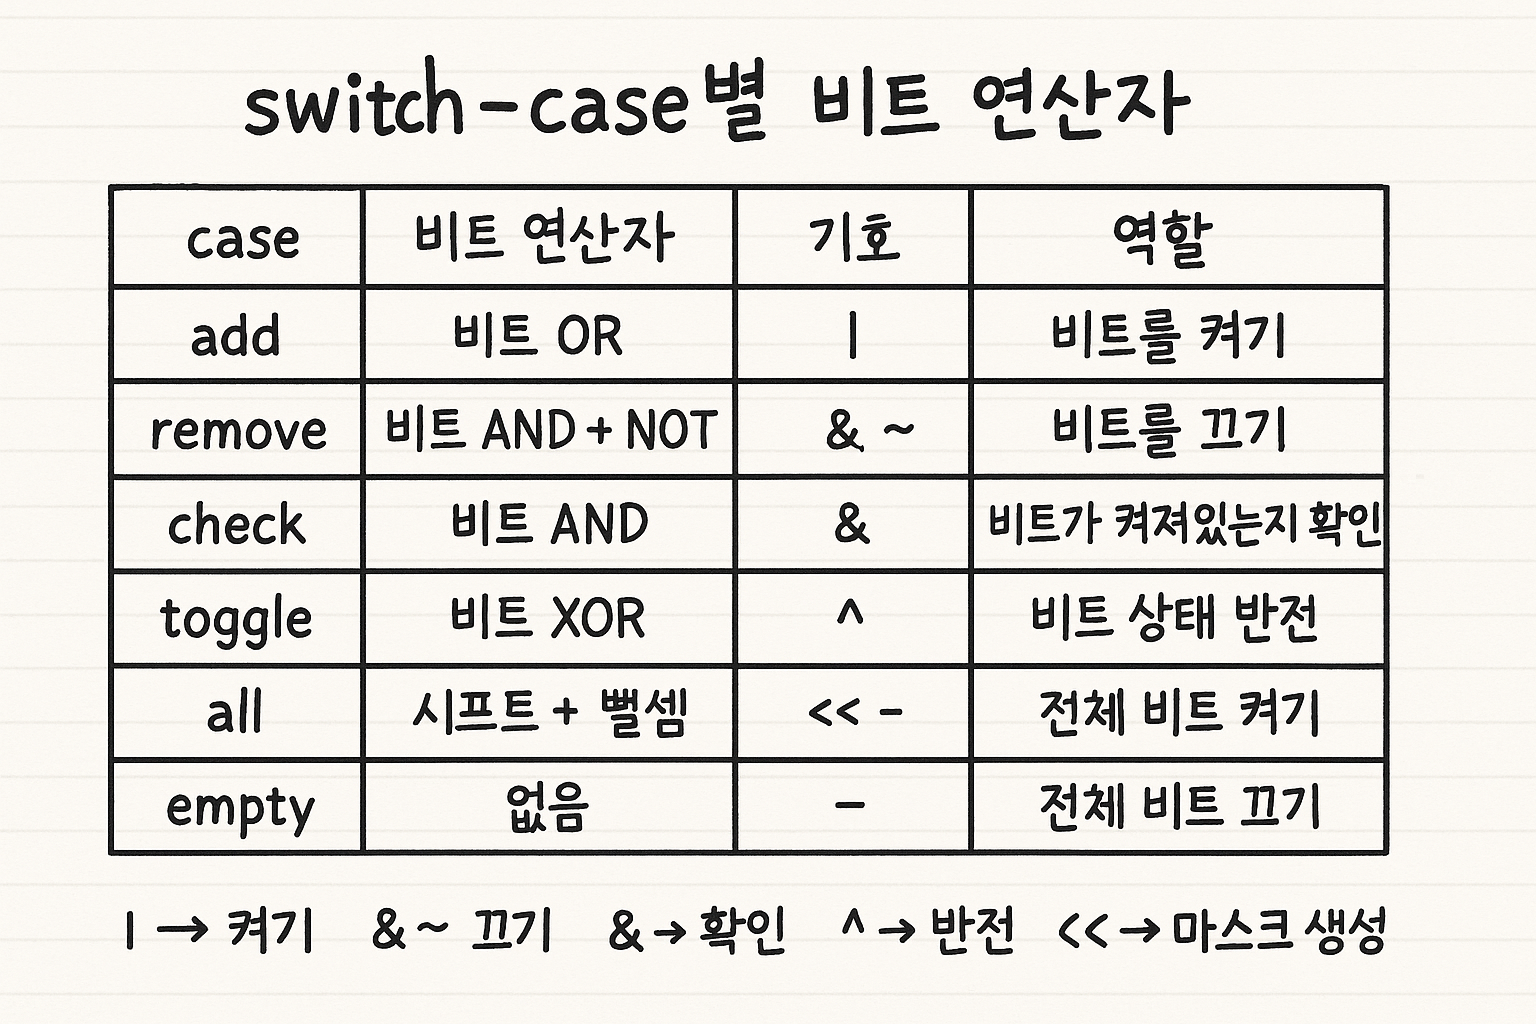 switch-case별 비트 연산자
case 비트 연산자 기호 역할
add 비트 OR | 비트를 켜기
remove 비트 AND + NOT & ~ 비트를 끄기
check 비트 AND & 비트가 켜져있는지 확인
toggle 비트 XOR ^ 비트 상태 반전
all 시프트 + 뺄셈 << - 전체 비트 켜기
empty 없음 — 전체 비트 끄기
| → 켜기 & ~ 끄기 & → 확인 ^ → 반전 << → 마스크 생성